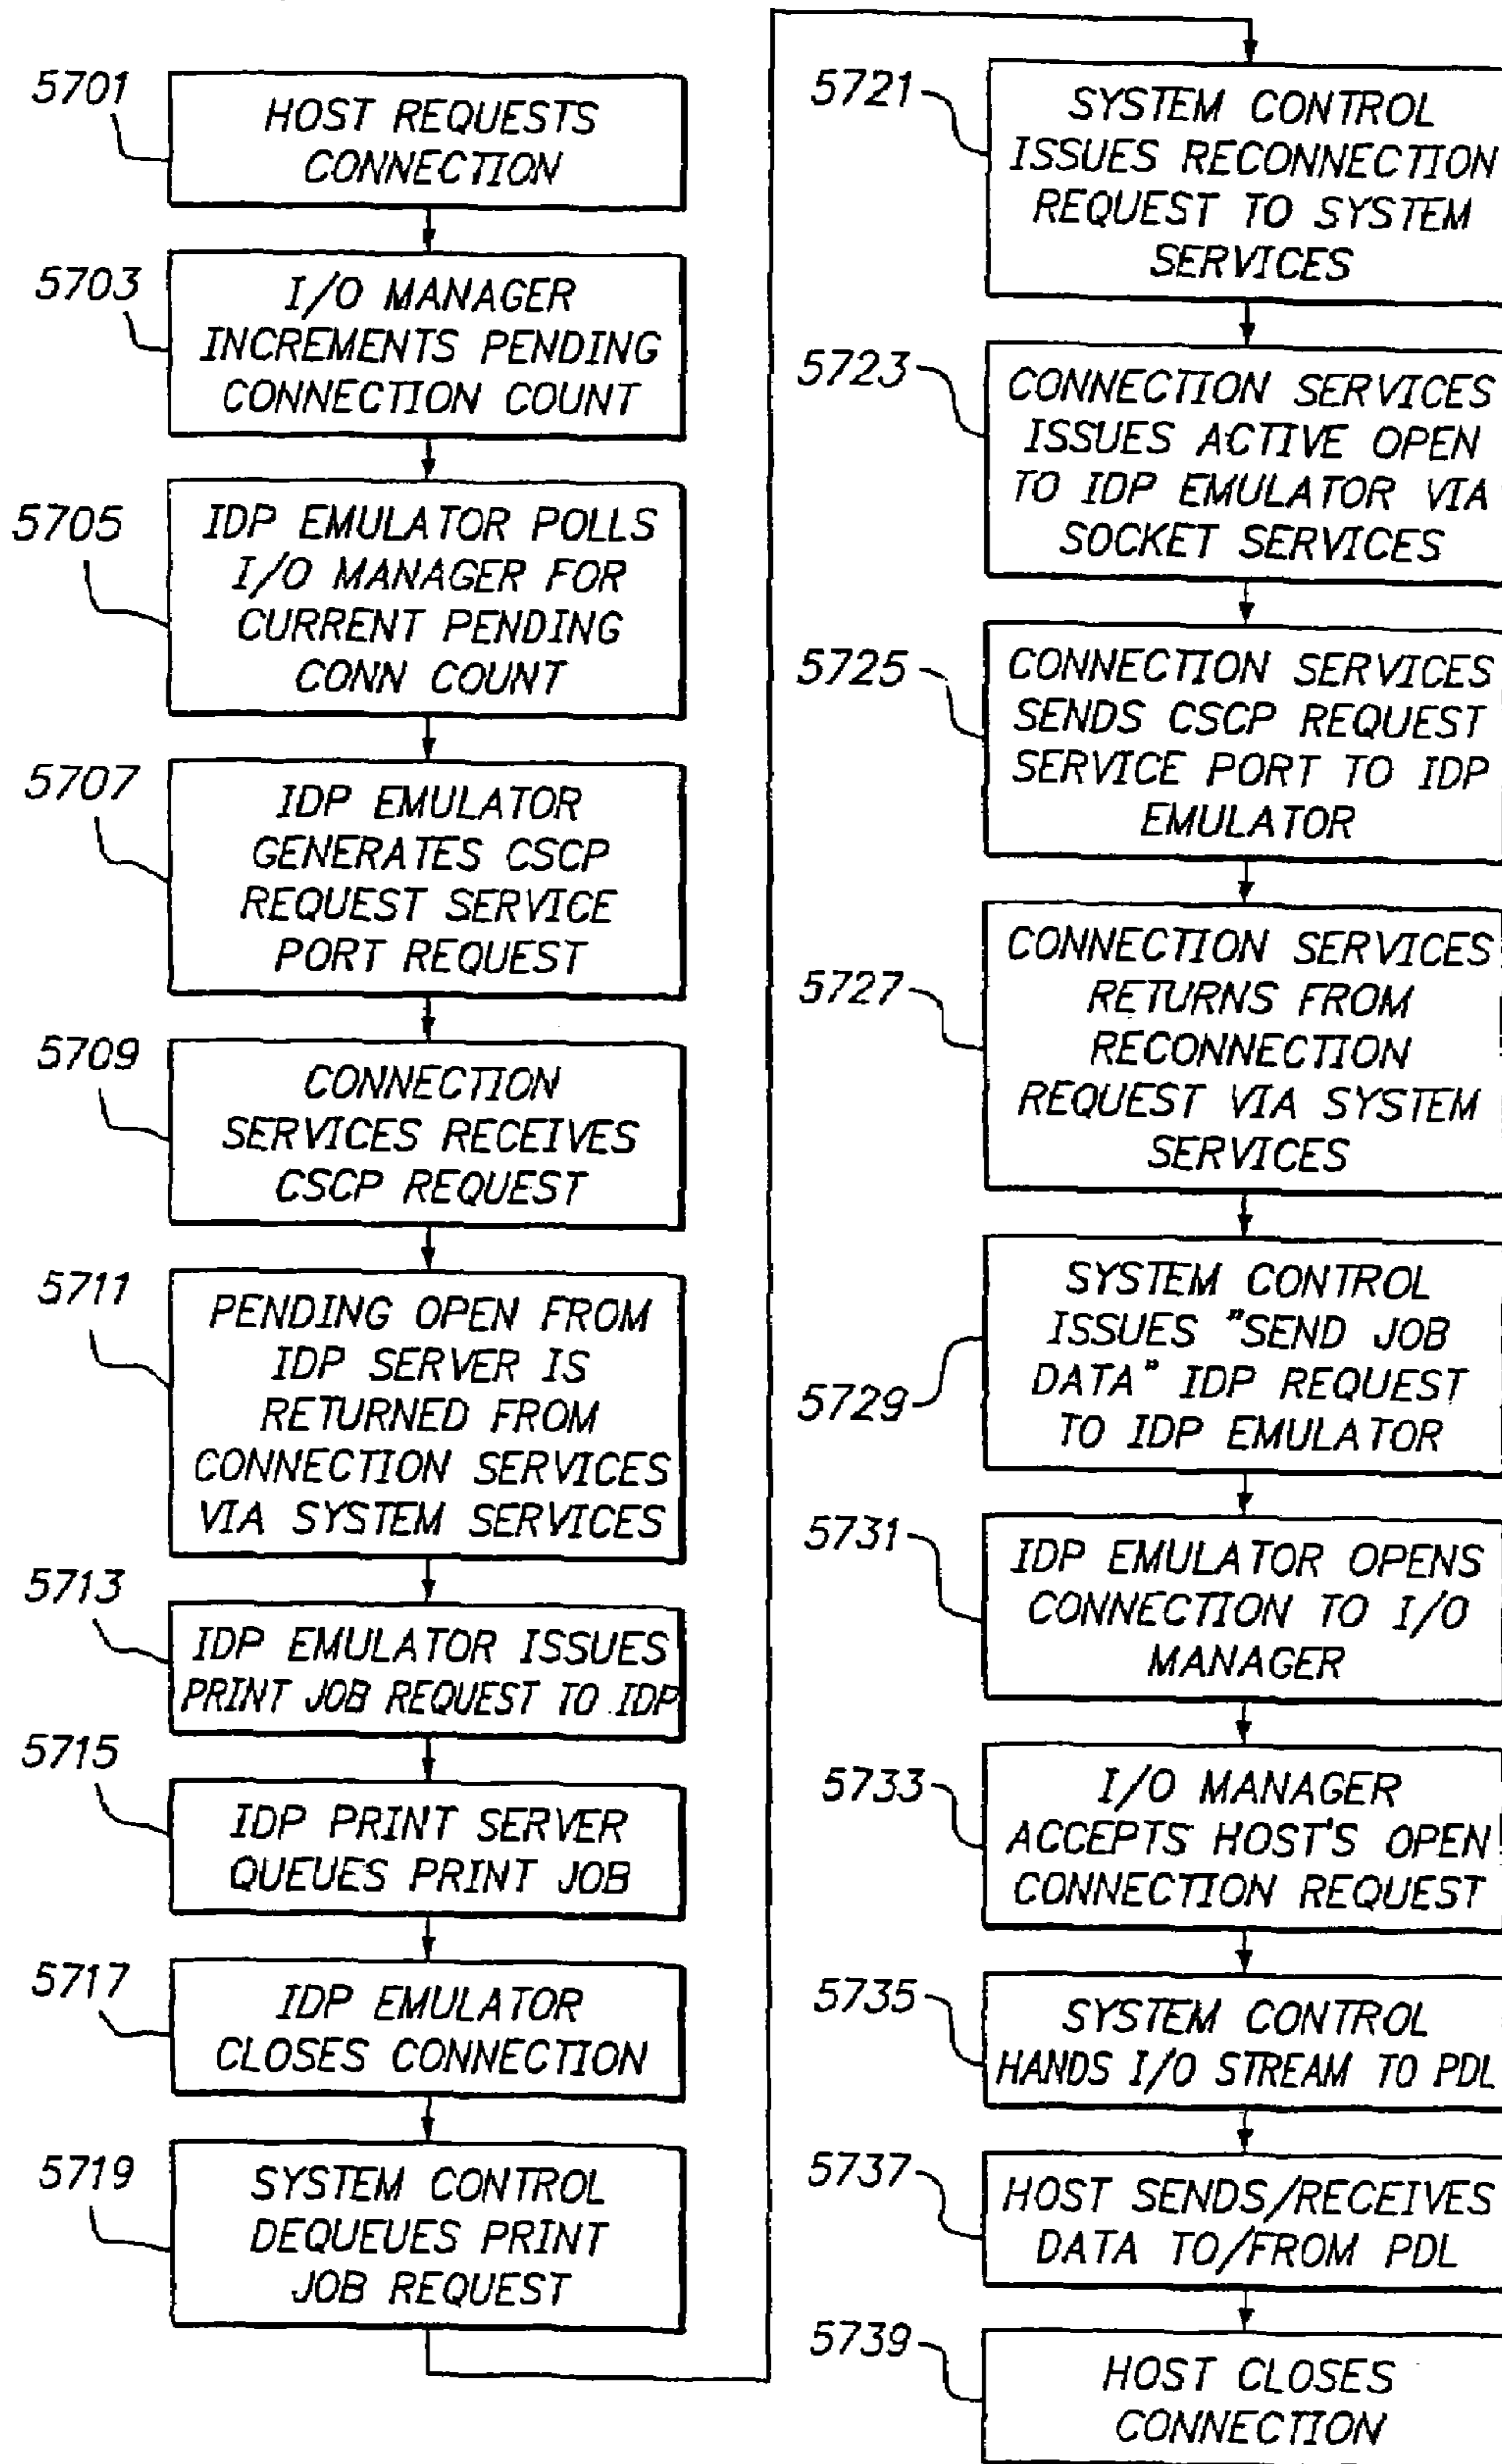 5701
HOST REQUESTS
CONNECTION
5703
I/O MANAGER
INCREMENTS PENDING
CONNECTION COUNT
5705
IDP EMULATOR POLLS
I/O MANAGER FOR
CURRENT PENDING
CONN COUNT
5707
IDP EMULATOR
GENERATES CSCP
REQUEST SERVICE
PORT REQUEST
5709
CONNECTION
SERVICES RECEIVES
CSCP REQUEST
5711
PENDING OPEN FROM
IDP SERVER IS
RETURNED FROM
CONNECTION SERVICES
VIA SYSTEM SERVICES
5713
IDP EMULATOR ISSUES
PRINT JOB REQUEST TO IDP
5715
IDP PRINT SERVER
QUEUES PRINT JOB
5717
IDP EMULATOR
CLOSES CONNECTION
5719
SYSTEM CONTROL
DEQUEUES PRINT
JOB REQUEST
5721
SYSTEM CONTROL
ISSUES RECONNECTION
REQUEST TO SYSTEM
SERVICES
5723
CONNECTION SERVICES
ISSUES ACTIVE OPEN
TO IDP EMULATOR VIA
SOCKET SERVICES
5725
CONNECTION SERVICES
SENDS CSCP REQUEST
SERVICE PORT TO IDP
EMULATOR
5727
CONNECTION SERVICES
RETURNS FROM
RECONNECTION
REQUEST VIA SYSTEM
SERVICES
5729
SYSTEM CONTROL
ISSUES "SEND JOB
DATA" IDP REQUEST
TO IDP EMULATOR
5731
IDP EMULATOR OPENS
CONNECTION TO I/O
MANAGER
5733
I/O MANAGER
ACCEPTS HOST'S OPEN
CONNECTION REQUEST
5735
SYSTEM CONTROL
HANDS I/O STREAM TO PDL
5737
HOST SENDS/RECEIVES
DATA TO/FROM PDL
5739
HOST CLOSES
CONNECTION